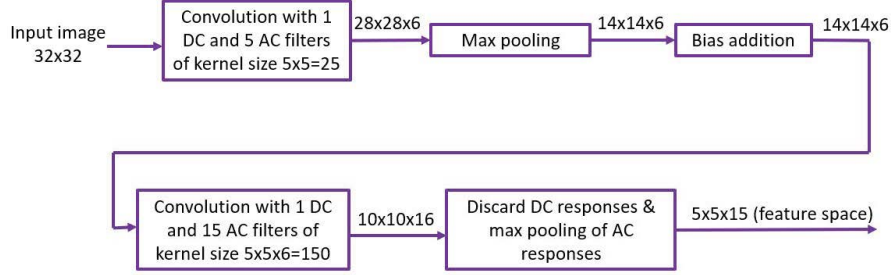 Input image
32x32
Convolution with 1
DC and 5 AC filters
of kernel size 5x5=25
28x28x6
Max pooling
14x14x6
Bias addition
14x14x6
Convolution with 1 DC
and 15 AC filters of
kernel size 5x5x6=150
10x10x16
Discard DC responses &
max pooling of AC
responses
5x5x15 (feature space)